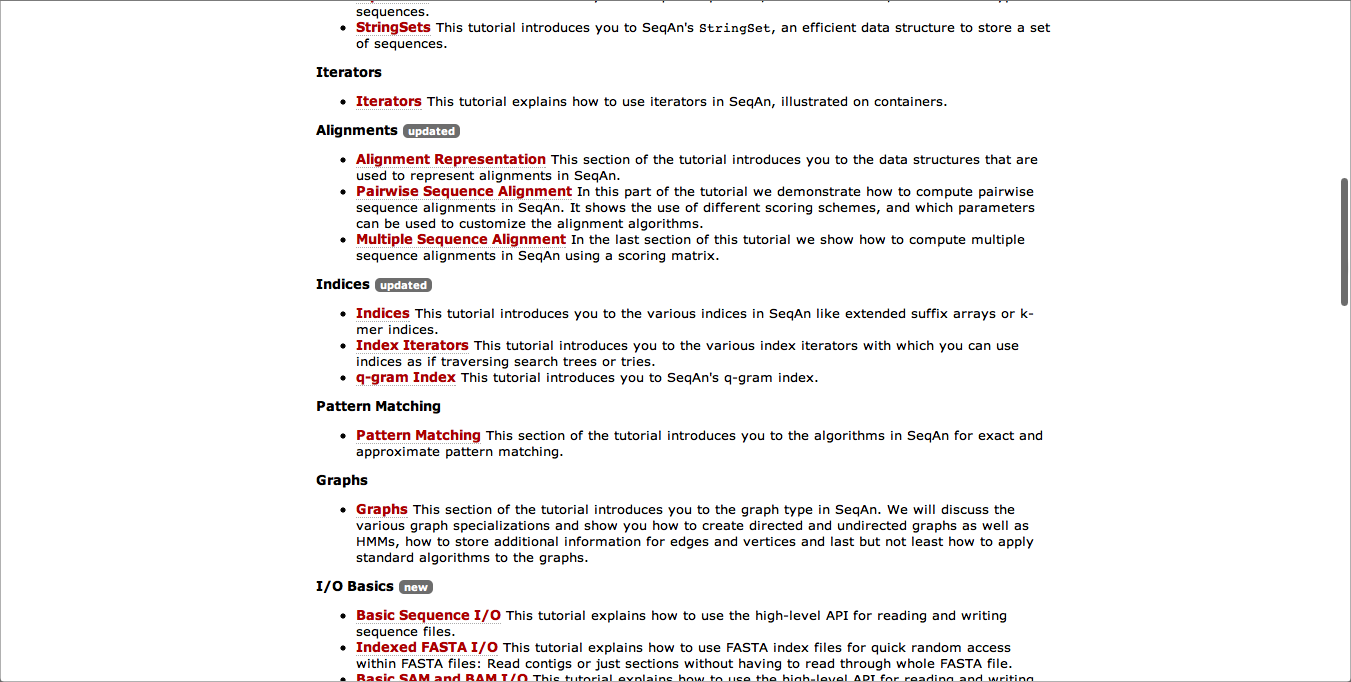 sequences.
• StringSets This tutorial introduces you to SeqAn's StringSet, an efficient data structure to store a set
of sequences.
Iterators
• Iterators This tutorial explains how to use iterators in SeqAn, illustrated on containers.
Alignments updated
• Alignment Representation This section of the tutorial introduces you to the data structures that are
used to represent alignments in SeqAn.
• Pairwise Sequence Alignment In this part of the tutorial we demonstrate how to compute pairwise
sequence alignments in SeqAn. It shows the use of different scoring schemes, and which parameters
can be used to customize the alignment algorithms.
• Multiple Sequence Alignment In the last section of this tutorial we show how to compute multiple
sequence alignments in SeqAn using a scoring matrix.
Indices updated
• Indices This tutorial introduces you to the various indices in SeqAn like extended suffix arrays or k-
mer indices.
• Index Iterators This tutorial introduces you to the various index iterators with which you can use
indices as if traversing search trees or tries.
• q-gram Index This tutorial introduces you to SeqAn's q-gram index.
Pattern Matching
• Pattern Matching This section of the tutorial introduces you to the algorithms in SeqAn for exact and
approximate pattern matching.
Graphs
• Graphs This section of the tutorial introduces you to the graph type in SeqAn. We will discuss the
various graph specializations and show you how to create directed and undirected graphs as well as
HMMs, how to store additional information for edges and vertices and last but not least how to apply
standard algorithms to the graphs.
I/O Basics new
• Basic Sequence I/O This tutorial explains how to use the high-level API for reading and writing
sequence files.
• Indexed FASTA I/O This tutorial explains how to use FASTA index files for quick random access
within FASTA files: Read contigs or just sections without having to read through whole FASTA file.
• Basic SAM and BAM I/O This tutorial explains how to use the high-level API for reading and writing